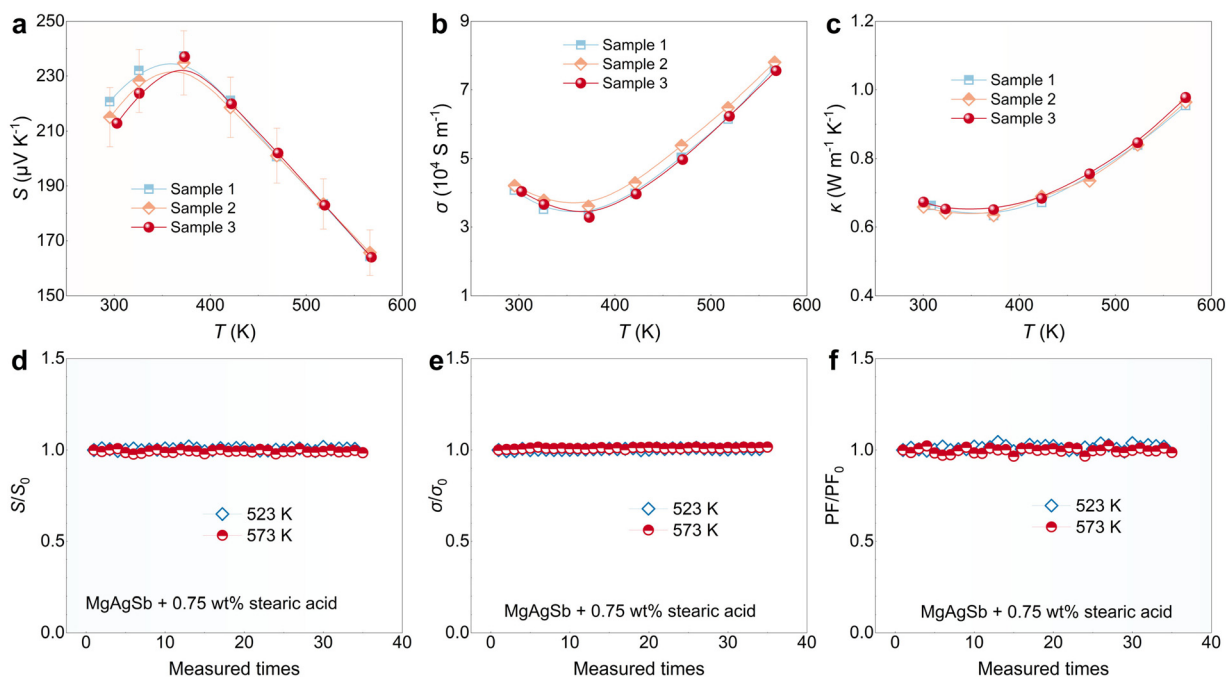 a
250
230
210
190
170
150
S (μV K⁻¹)
Sample 1
Sample 2
Sample 3
300
400
500
600
T (K)
b
9
7
5
3
1
σ (10⁴ S m⁻¹)
Sample 1
Sample 2
Sample 3
300
400
500
600
T (K)
c
1.2
1.0
0.8
0.6
0.4
κ (W m⁻¹ K⁻¹)
Sample 1
Sample 2
Sample 3
300
400
500
600
T (K)
d
1.5
1.0
0.5
0.0
S/S₀
523 K
573 K
MgAgSb + 0.75 wt% stearic acid
0
10
20
30
40
Measured times
e
1.5
1.0
0.5
0.0
σ/σ₀
523 K
573 K
MgAgSb + 0.75 wt% stearic acid
0
10
20
30
40
Measured times
f
1.5
1.0
0.5
0.0
PF/PF₀
523 K
573 K
MgAgSb + 0.75 wt% stearic acid
0
10
20
30
40
Measured times